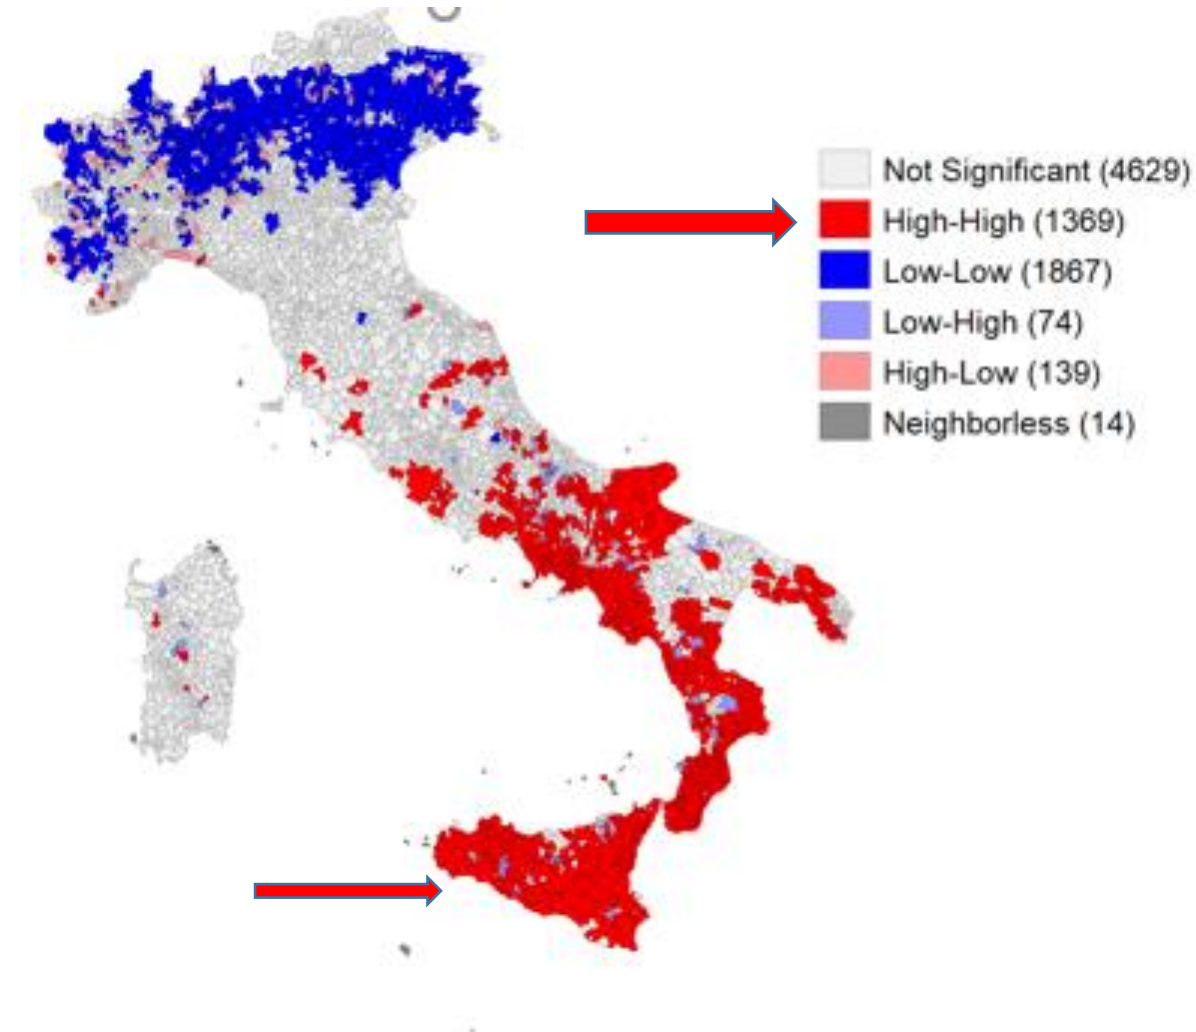 Not Significant (4629)
High-High (1369)
Low-Low (1867)
Low-High (74)
High-Low (139)
Neighborless (14)